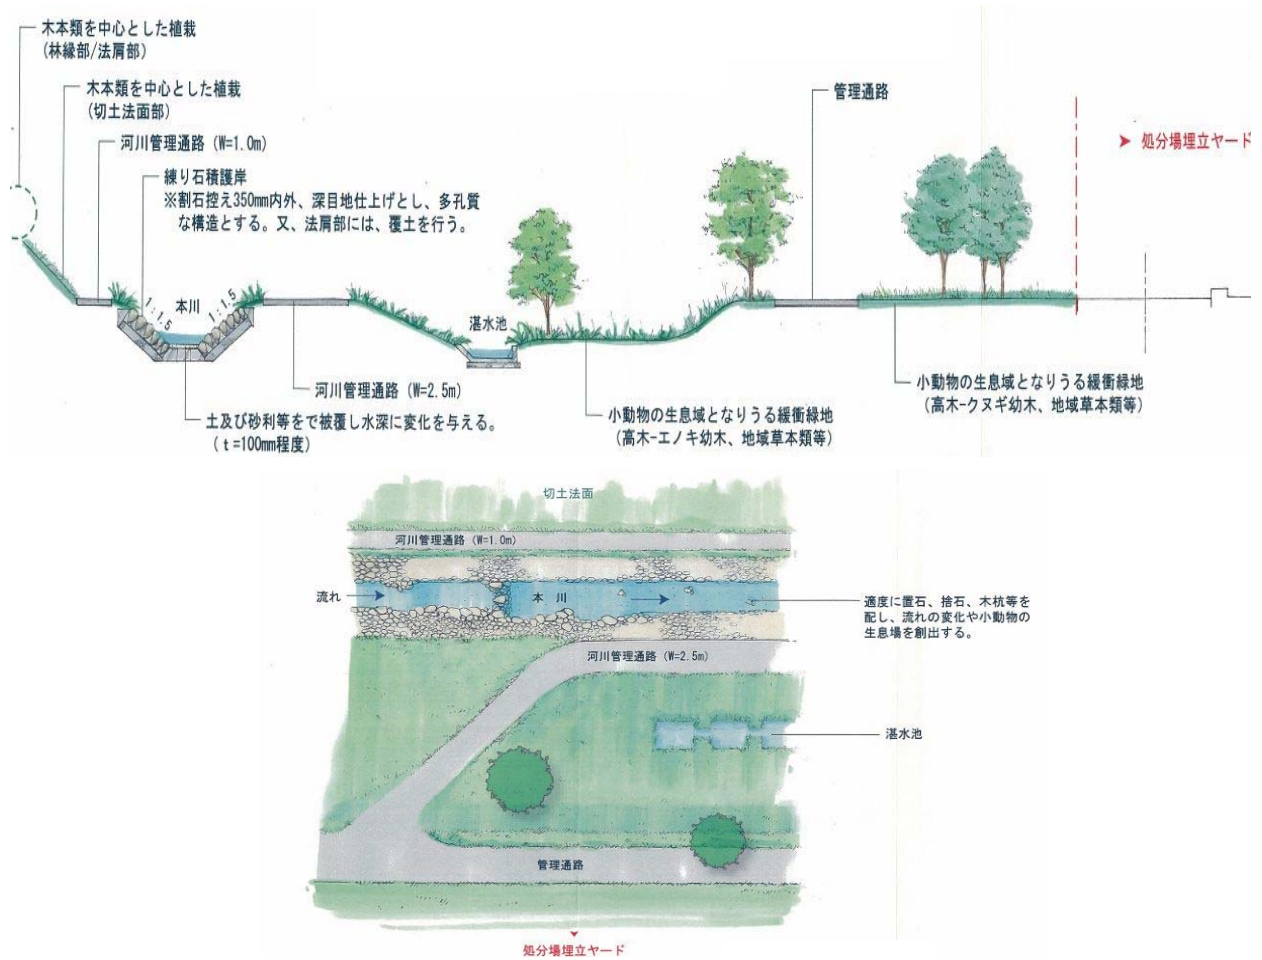 木本類を中心とした植栽
(林縁部/法肩部)
木本類を中心とした植栽
(切土法面部)
河川管理通路 (W=1.0m)
練り石積護岸
※割石控え350mm内外、深目地仕上げとし、多孔質
な構造とする。又、法肩部には、覆土を行う。
管理通路
処分場埋立ヤード
1:1.5
本川
1:1.5
湛水池
河川管理通路 (W=2.5m)
土及び砂利等をで被覆し水深に変化を与える。
(t=100mm程度)
小動物の生息域となりうる緩衝緑地
(高木-エノキ幼木、地域草本類等)
小動物の生息域となりうる緩衝緑地
(高木-クヌギ幼木、地域草本類等)
切土法面
河川管理通路 (W=1.0m)
流れ
本 川
適度に置石、捨石、木杭等を
配し、流れの変化や小動物の
生息場を創出する。
河川管理通路 (W=2.5m)
湛水池
管理通路
処分場埋立ヤード